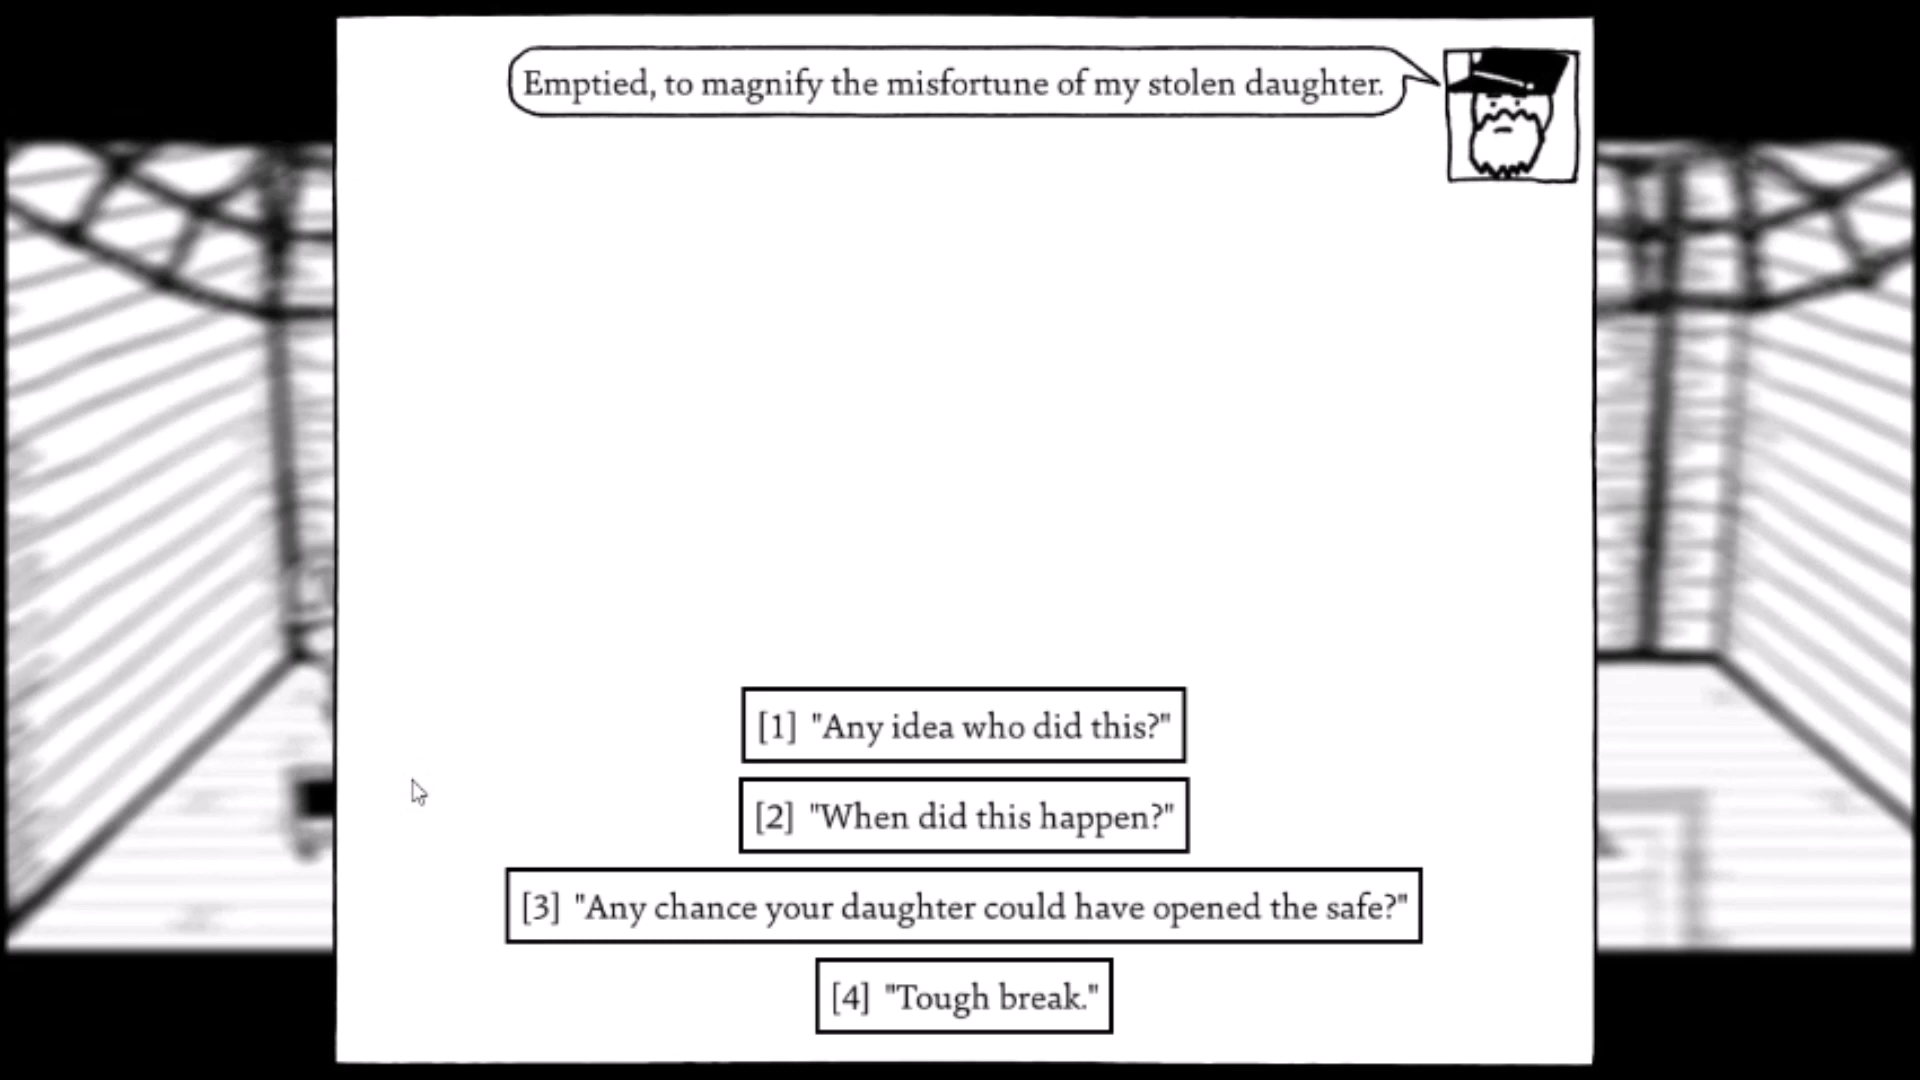 Emptied, to magnify the misfortune of my stolen daughter.
[1] "Any idea who did this?"
[2] "When did this happen?"
[3] "Any chance your daughter could have opened the safe?"
[4] "Tough break."